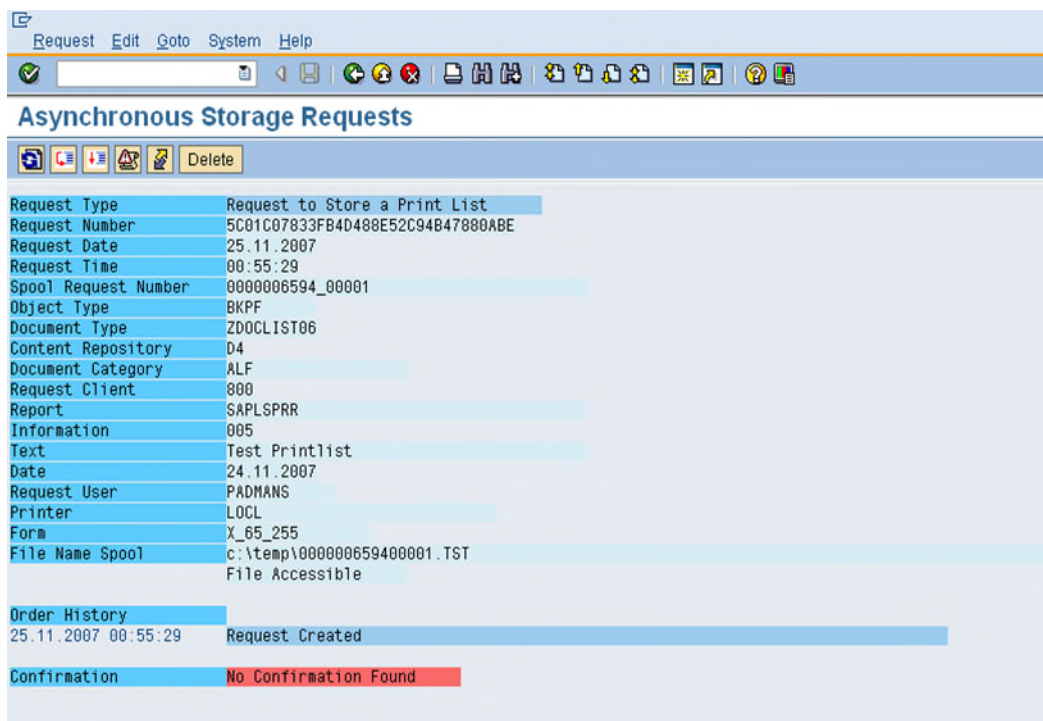 Request Edit Goto System Help
Asynchronous Storage Requests
Delete
Request Type Request to Store a Print List
Request Number 5C01C07833FB4D488E52C94B47880ABE
Request Date 25.11.2007
Request Time 00:55:29
Spool Request Number 0000006594_00001
Object Type BKPF
Document Type ZDOCLIST06
Content Repository D4
Document Category ALF
Request Client 800
Report SAPLSPRR
Information 005
Text Test Printlist
Date 24.11.2007
Request User PADMANS
Printer LOCL
Form X_65_255
File Name Spool c:\temp\000000659400001.TST
File Accessible
Order History
25.11.2007 00:55:29 Request Created
Confirmation No Confirmation Found